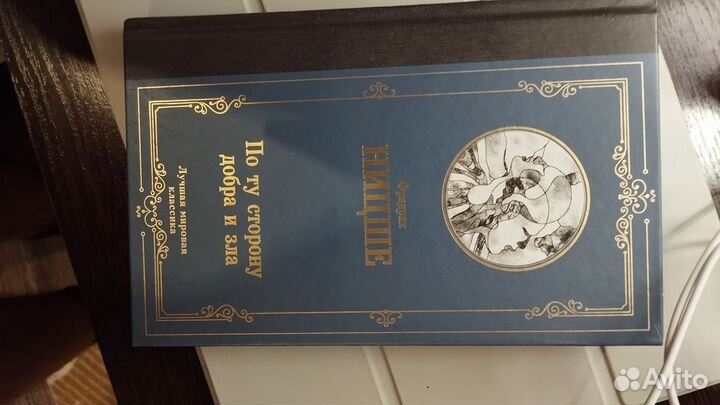 Фридрих
НИЦШЕ
По ту сторону
добра и зла
Лучшая мировая
классика
Avito